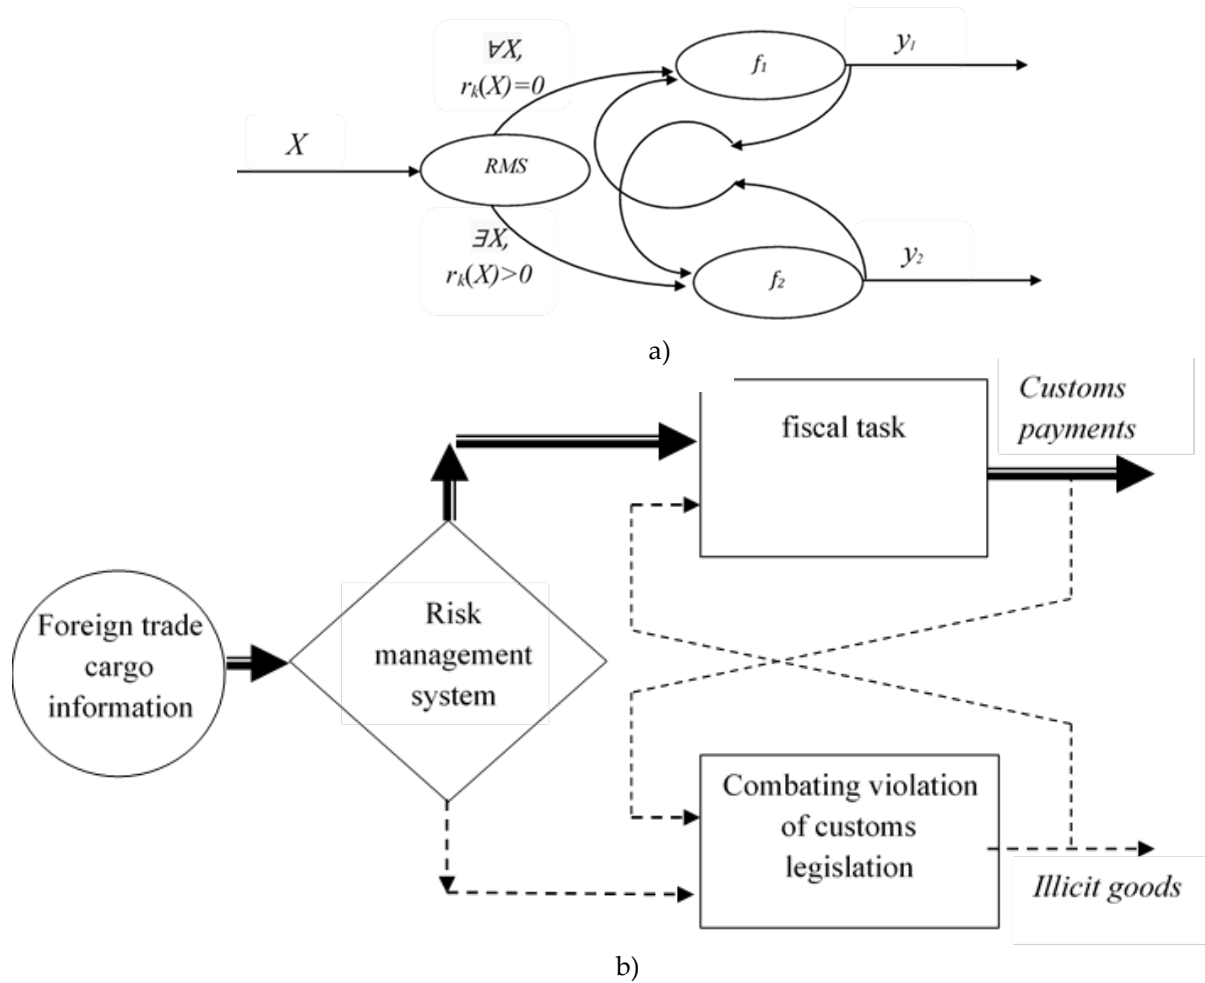 ∀X,
rₖ(X)=0
f₁
y₁
X
RMS
∃X,
rₖ(X)>0
f₂
y₂
a)
Customs
payments
fiscal task
Foreign trade
cargo
information
Risk
management
system
Combating violation
of customs
legislation
Illicit goods
b)